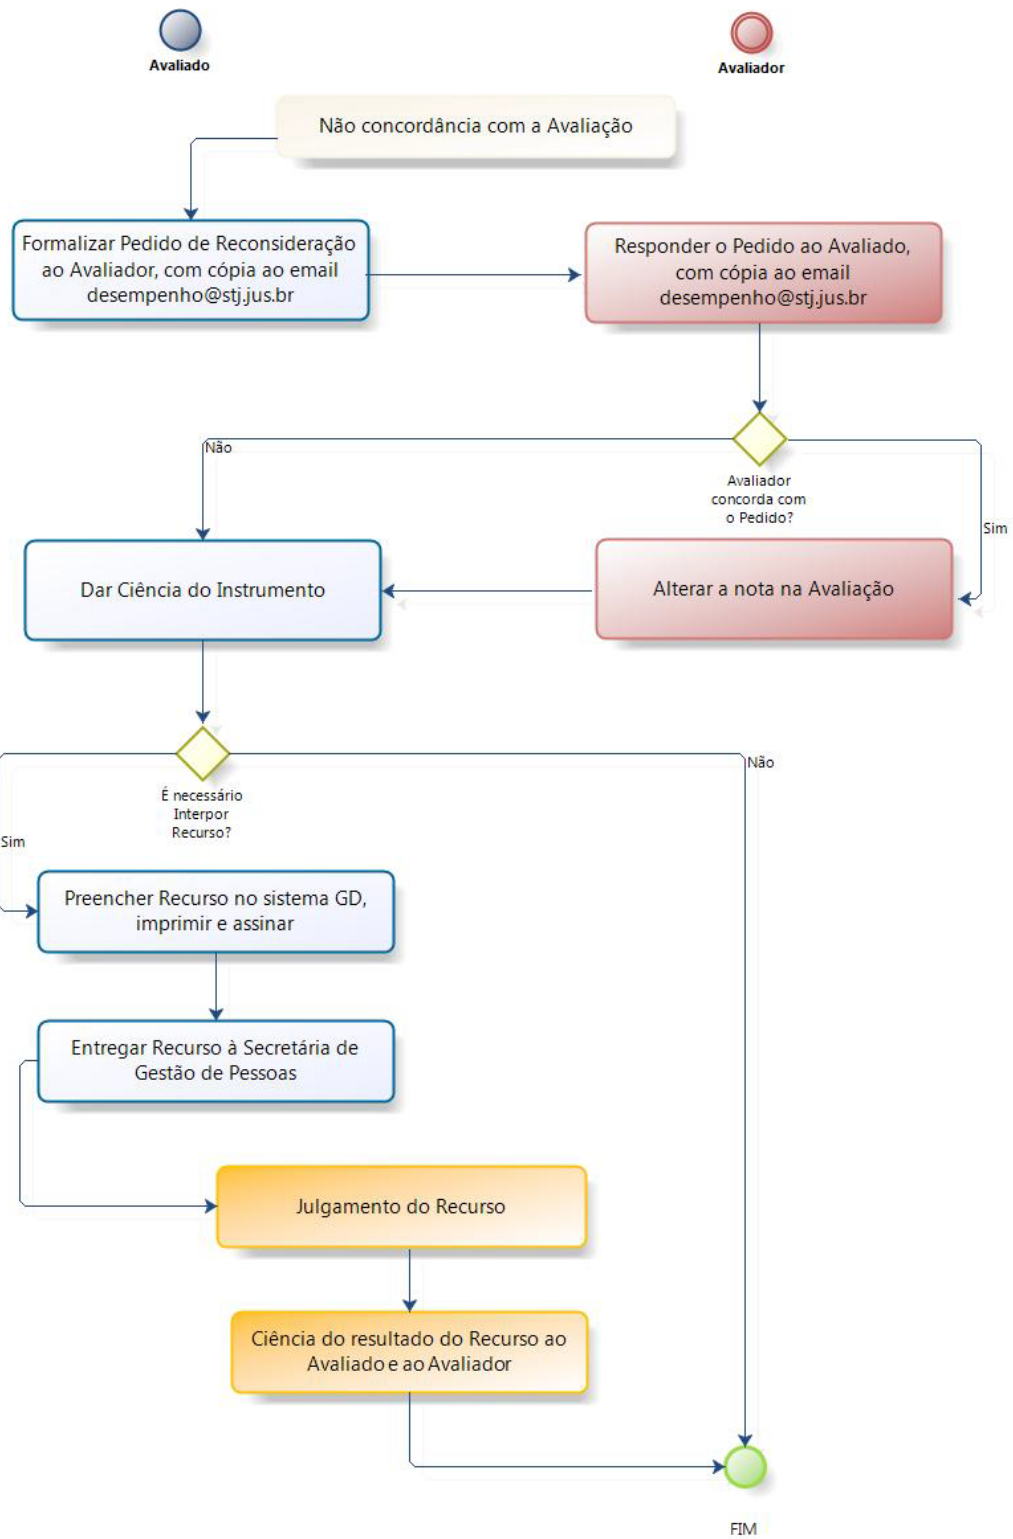 Avaliado
Avaliador
Não concordância com a Avaliação
Formalizar Pedido de Reconsideração
ao Avaliador, com cópia ao email
desempenho@stj.jus.br
Responder o Pedido ao Avaliado,
com cópia ao email
desempenho@stj.jus.br
Não
Avaliador
concorda com
o Pedido?
Sim
Dar Ciência do Instrumento
Alterar a nota na Avaliação
É necessário
Interpor
Recurso?
Não
Sim
Preencher Recurso no sistema GD,
imprimir e assinar
Entregar Recurso à Secretária de
Gestão de Pessoas
Julgamento do Recurso
Ciência do resultado do Recurso ao
Avaliado e ao Avaliador
FIM